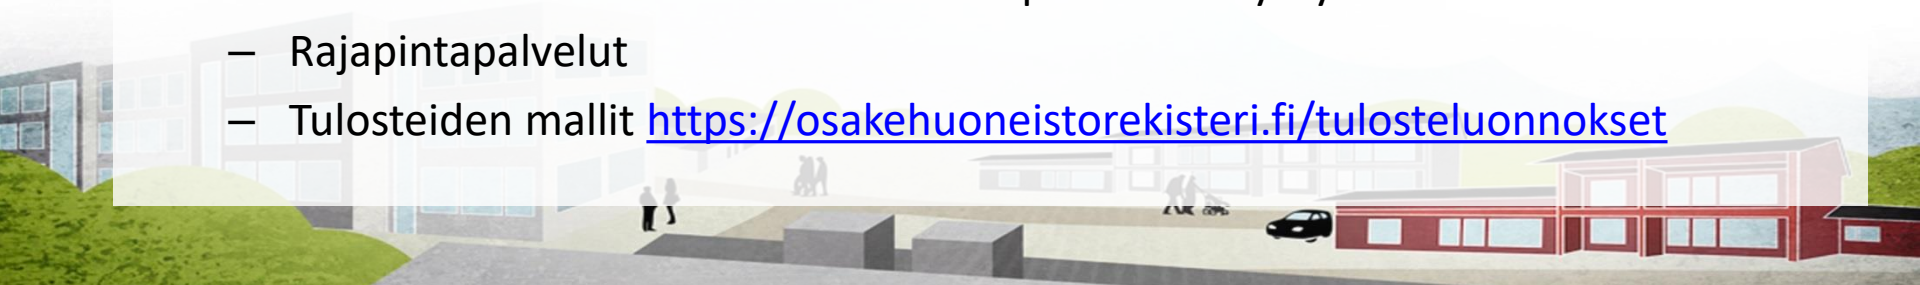 – Rajapintapalvelut
– Tulosteiden mallit https://osakehuoneistorekisteri.fi/tulosteluonnokset